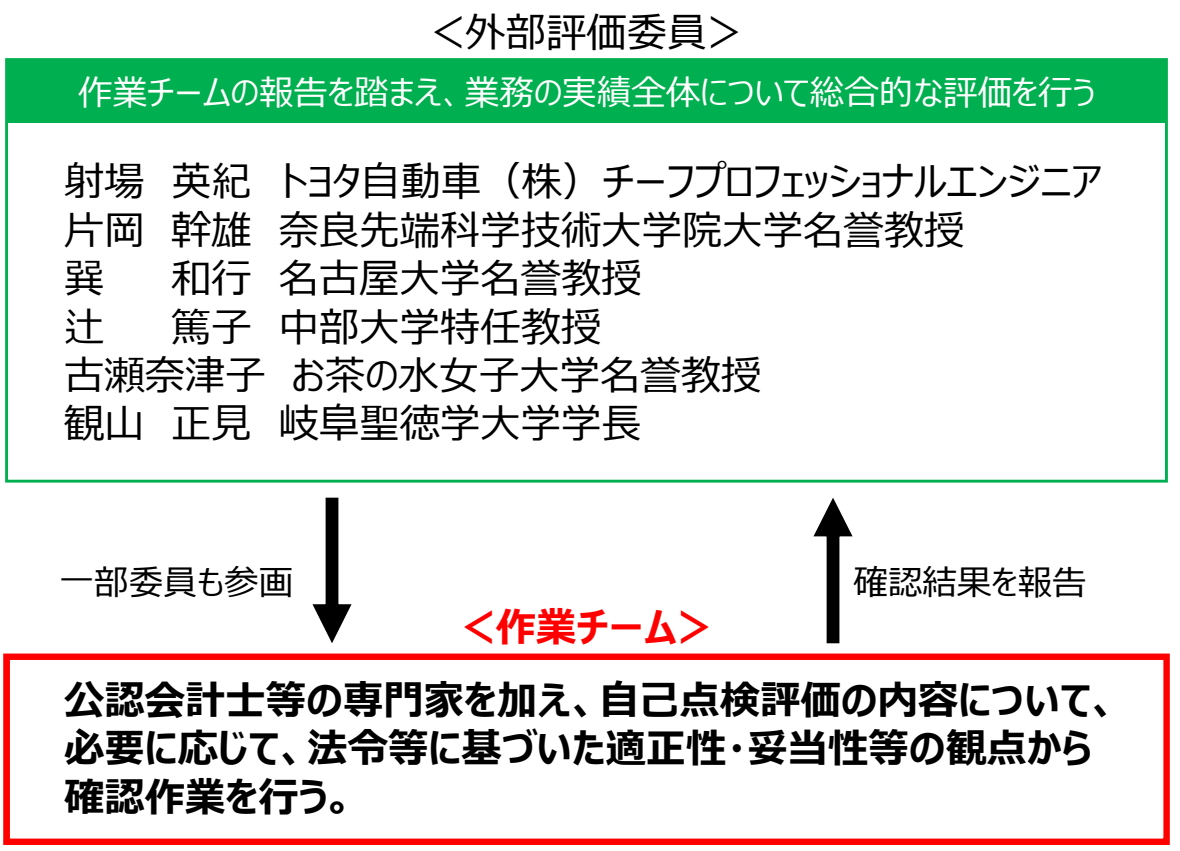 ＜外部評価委員＞
作業チームの報告を踏まえ、業務の実績全体について総合的な評価を行う
射場　英紀　トヨタ自動車（株）チーフプロフェッショナルエンジニア
片岡　幹雄　奈良先端科学技術大学院大学名誉教授
巽　　和行　名古屋大学名誉教授
辻　　篤子　中部大学特任教授
古瀬奈津子　お茶の水女子大学名誉教授
観山　正見　岐阜聖徳学大学学長
一部委員も参画
確認結果を報告
＜作業チーム＞
公認会計士等の専門家を加え、自己点検評価の内容について、
必要に応じて、法令等に基づいた適正性・妥当性等の観点から
確認作業を行う。